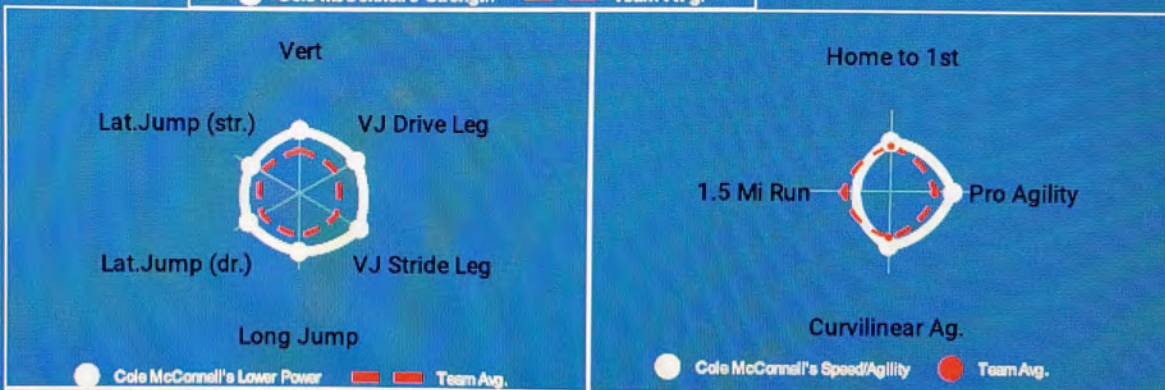 Vert
Lat.Jump (str.)
VJ Drive Leg
Lat.Jump (dr.)
VJ Stride Leg
Long Jump
Cole McConnell's Lower Power
Team Avg.
Home to 1st
1.5 Mi Run
Pro Agility
Curvilinear Ag.
Cole McConnell's Speed/Agility
Team Avg.